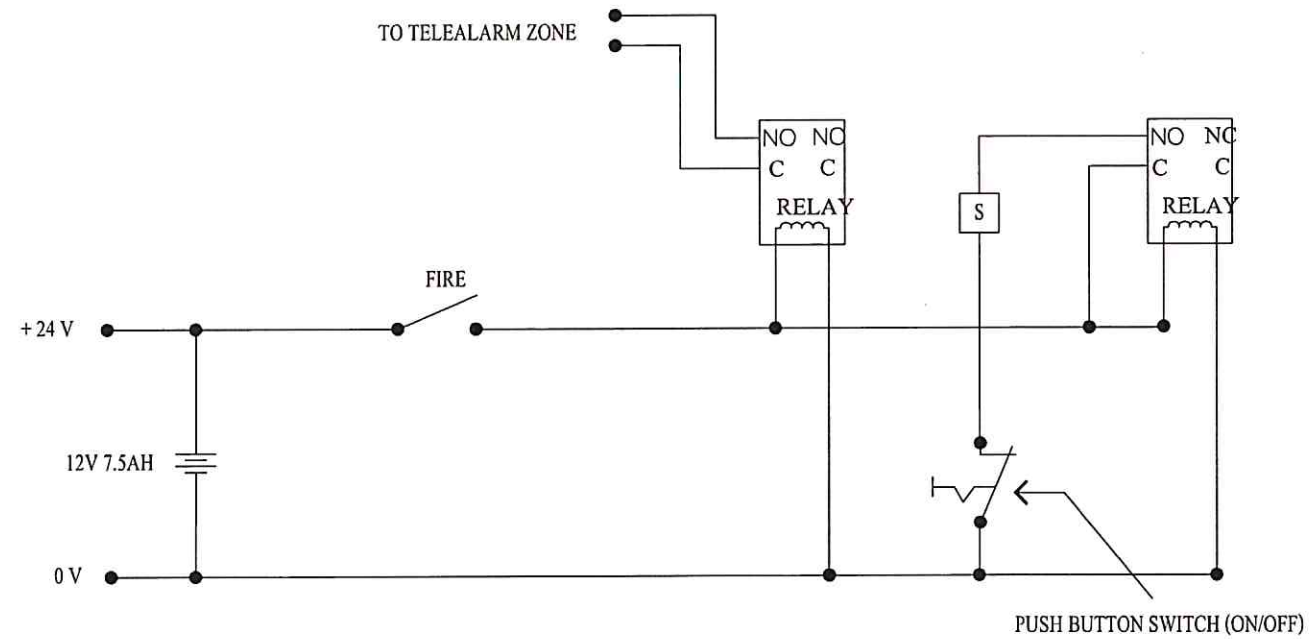 TO TELEALARM ZONE
NO NO
C C
RELAY
NO NC
C C
RELAY
S
FIRE
+ 24 V
12V 7.5AH
0 V
PUSH BUTTON SWITCH (ON/OFF)